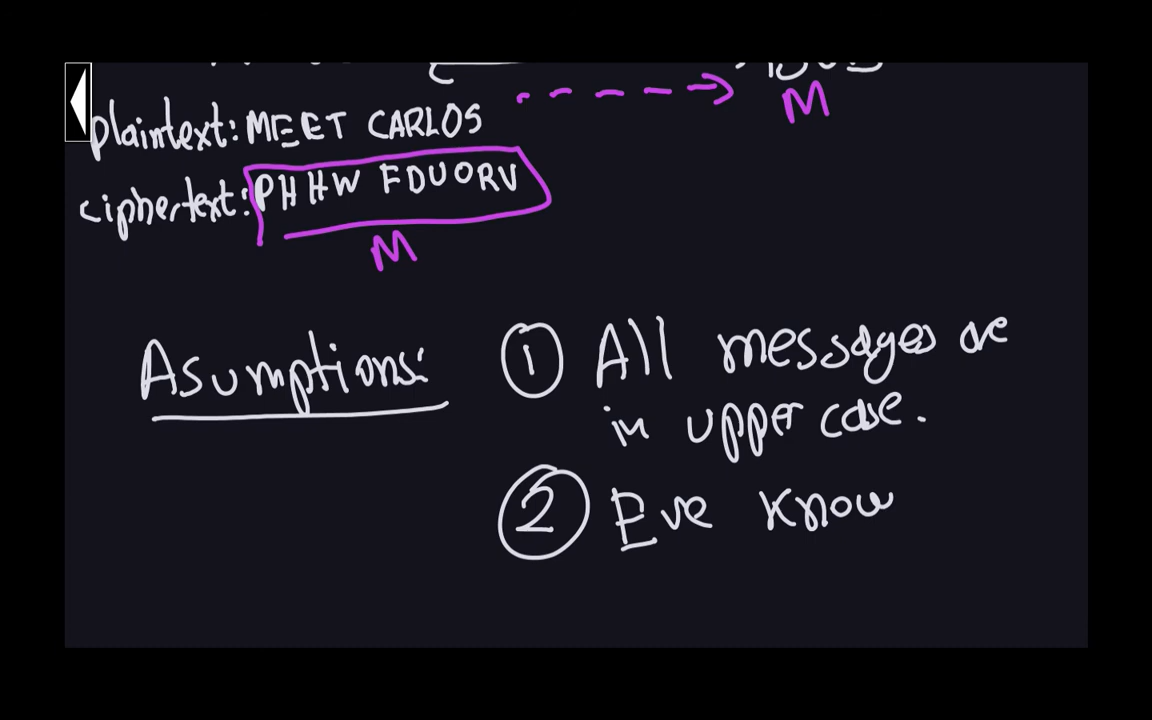 plaintext: MEET CARLOS
M
ciphertext: PHHW FDUORV
M
Asumptions:
1 All messages are
in upper case.
2 Eve know